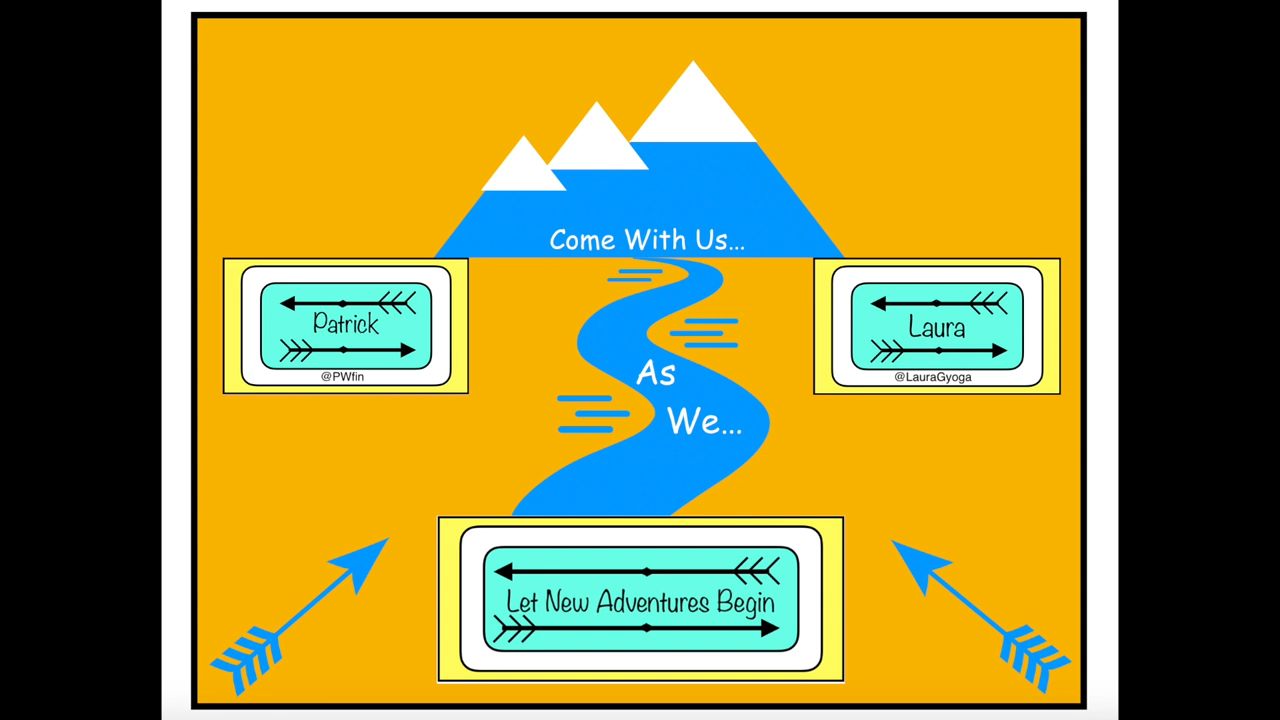 Come With Us...
Patrick
@PWfin
Laura
@LauraGyoga
As
We...
Let New Adventures Begin